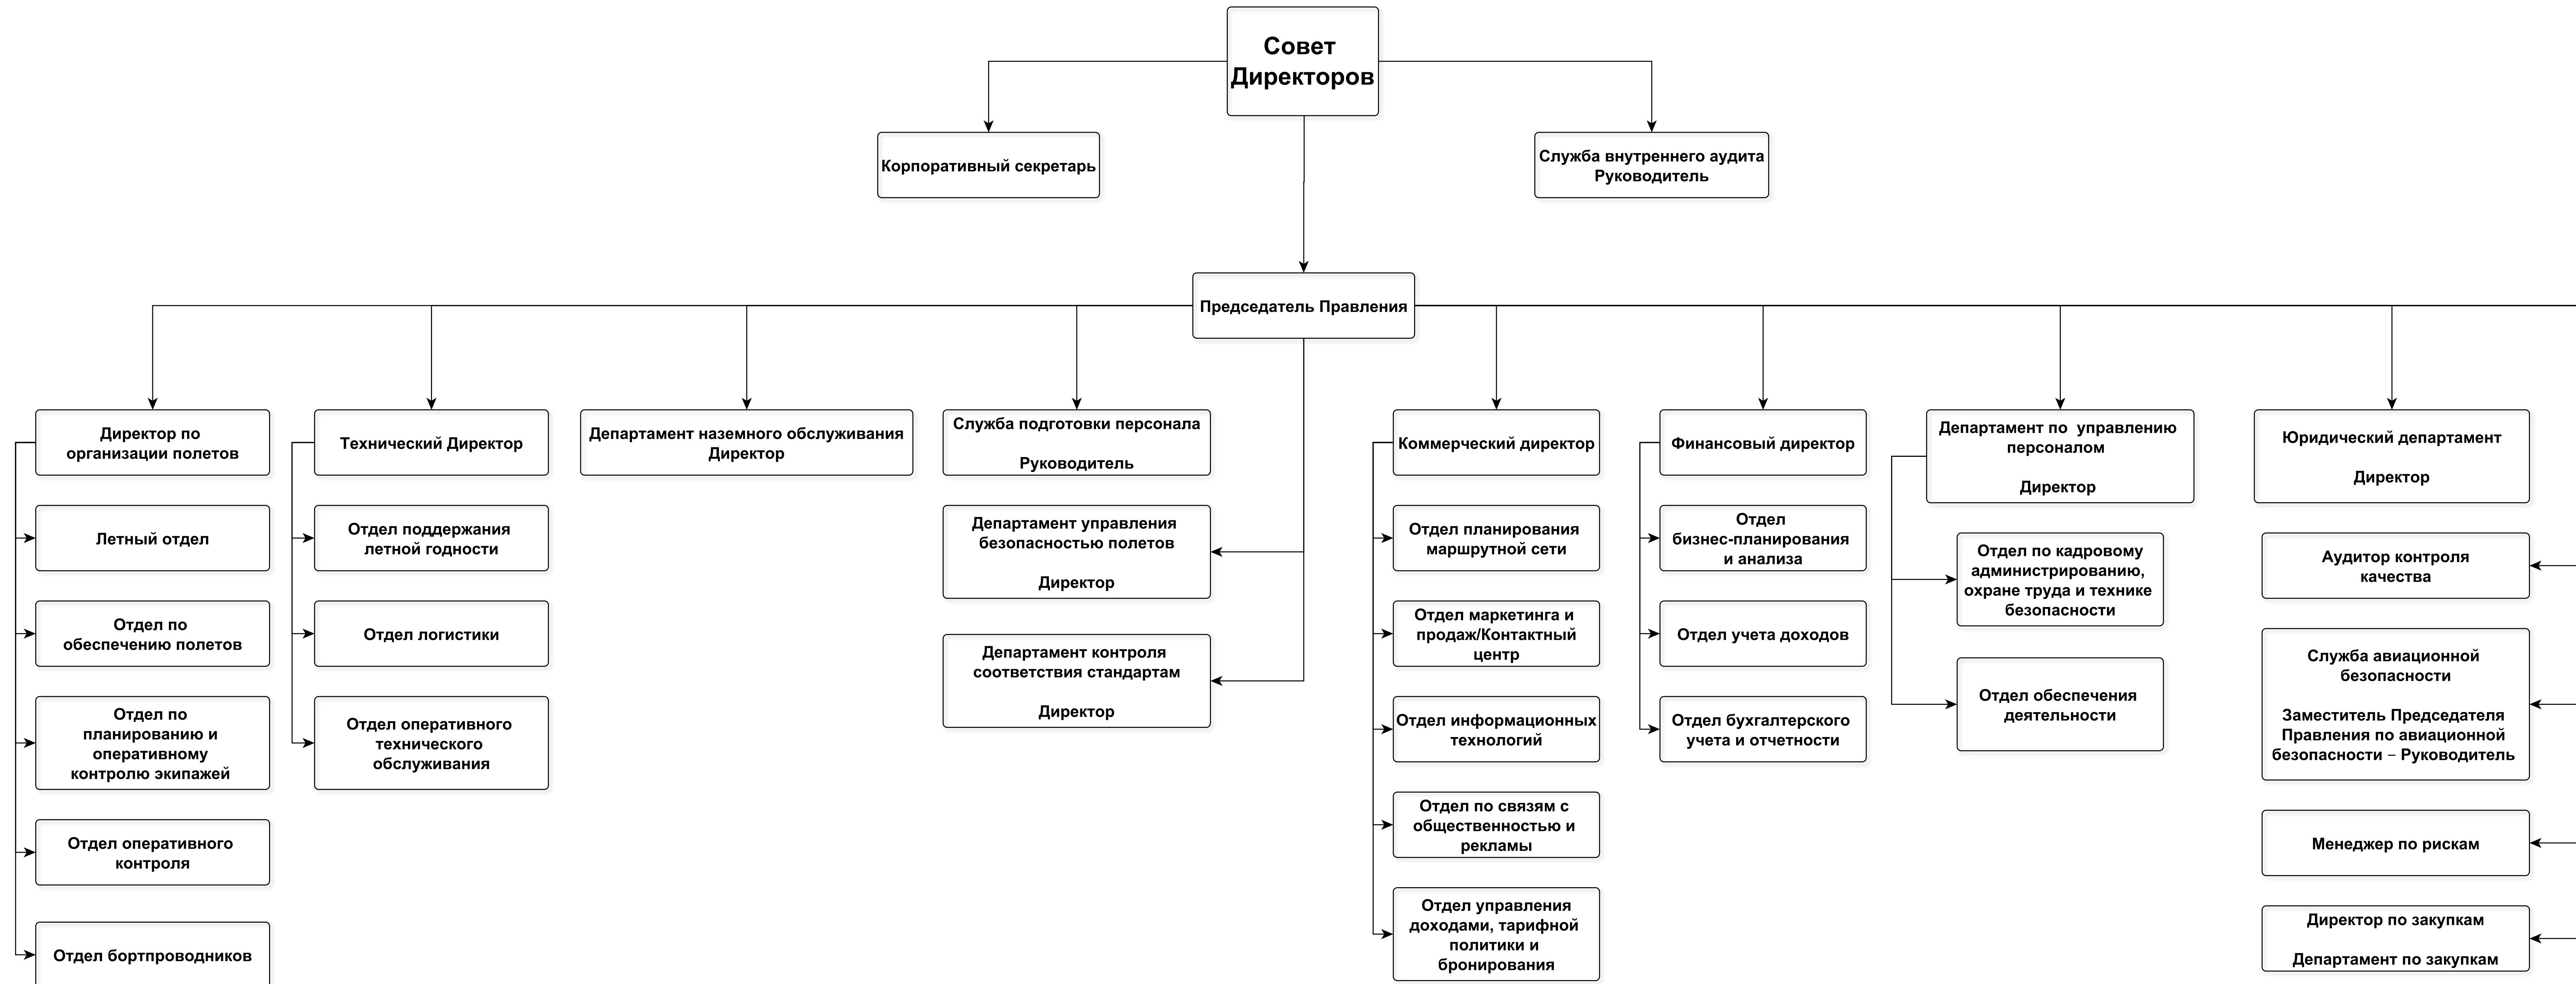 Совет
Директоров
Корпоративный секретарь
Служба внутреннего аудита
Руководитель
Председатель Правления
Директор по
организации полетов
Технический Директор
Департамент наземного обслуживания
Директор
Служба подготовки персонала
Руководитель
Коммерческий директор
Финансовый директор
Департамент по управлению
персоналом
Директор
Юридический департамент
Директор
Летный отдел
Отдел по
обеспечению полетов
Отдел по
планированию и
оперативному
контролю экипажей
Отдел оперативного
контроля
Отдел бортпроводников
Отдел поддержания
летной годности
Отдел логистики
Отдел оперативного
технического
обслуживания
Департамент управления
безопасностью полетов
Директор
Департамент контроля
соответствия стандартам
Директор
Отдел планирования
маршрутной сети
Отдел маркетинга и
продаж/Контактный
центр
Отдел информационных
технологий
Отдел по связям с
общественностью и
рекламы
Отдел управления
доходами, тарифной
политики и
бронирования
Отдел
бизнес-планирования
и анализа
Отдел учета доходов
Отдел бухгалтерского
учета и отчетности
Отдел по кадровому
администрированию,
охране труда и технике
безопасности
Отдел обеспечения
деятельности
Аудитор контроля
качества
Служба авиационной
безопасности
Заместитель Председателя
Правления по авиационной
безопасности – Руководитель
Менеджер по рискам
Директор по закупкам
Департамент по закупкам